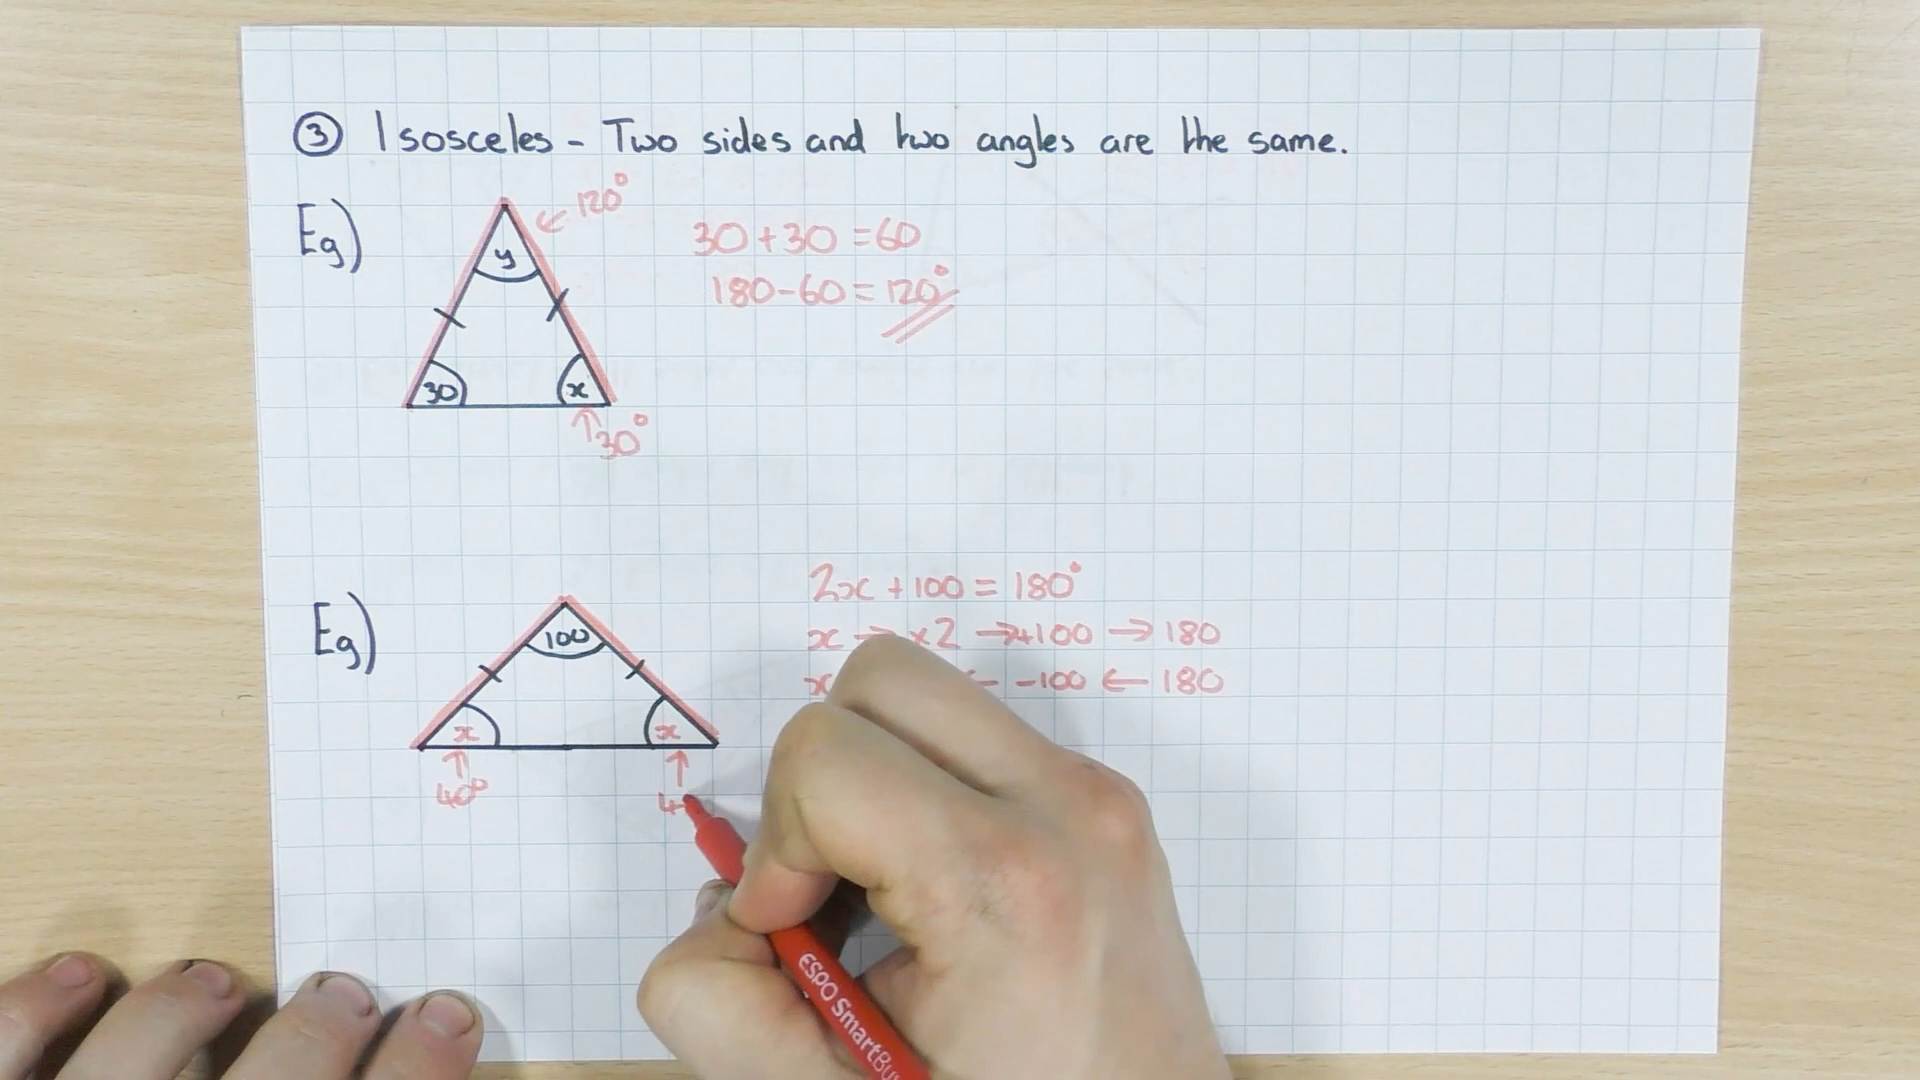 ③ Isosceles - Two sides and two angles are the same.
Eg)
y
30
x
←120°
↑30°
30+30=60
180-60=120°
Eg)
100
x
x
↑
40°
↑
4
2x+100=180°
x→x2→+100→180
x ← -100←180
ESPO SmartBu